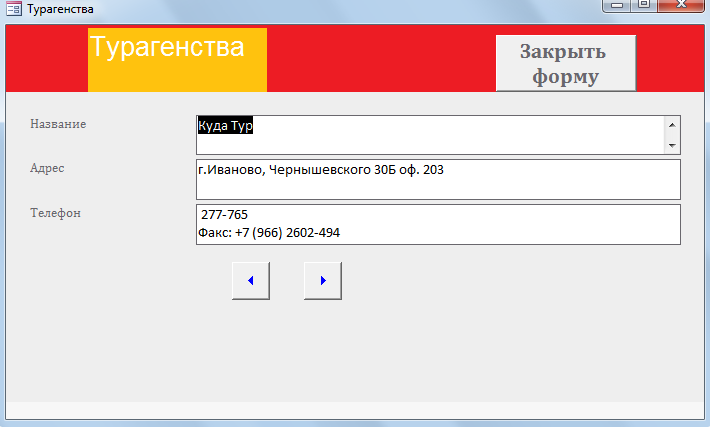 Турагенства
Турагенства
Закрыть
форму
Название
Куда Тур
Адрес
г.Иваново, Чернышевского 30Б оф. 203
Телефон
277-765
Факс: +7 (966) 2602-494